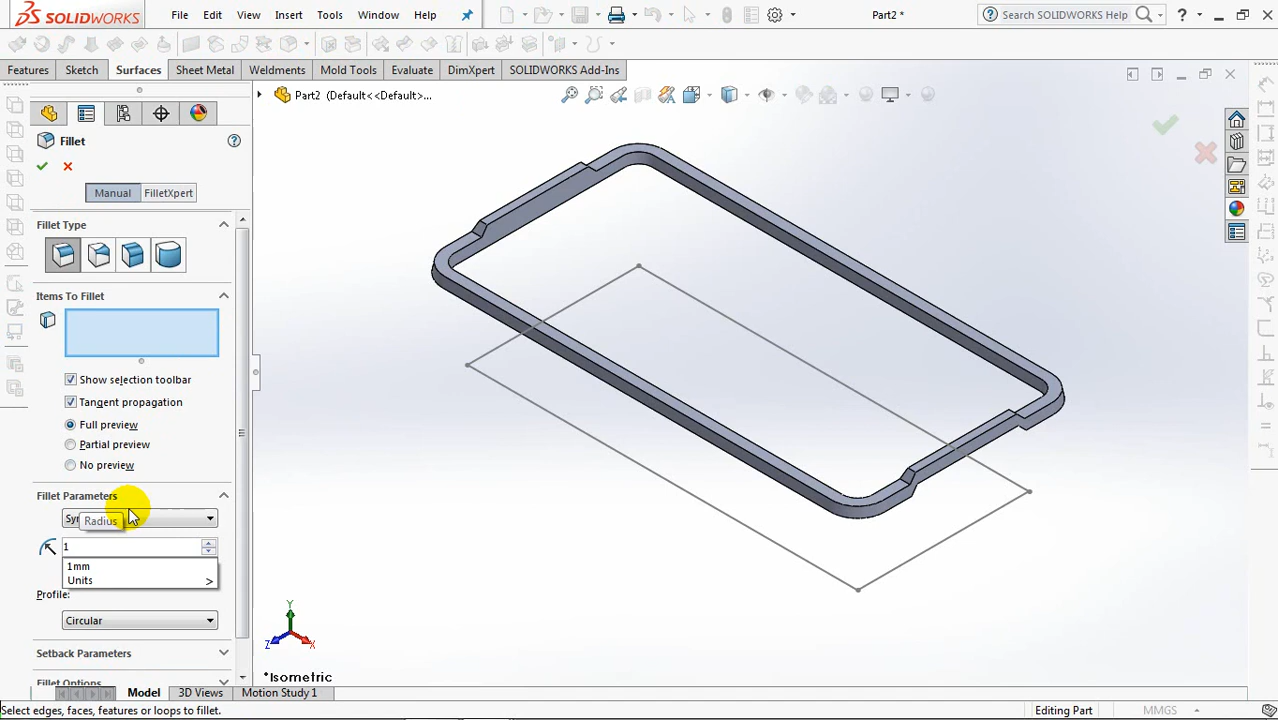 SOLIDWORKS File Edit View Insert Tools Window Help Part2 * Search SOLIDWORKS Help ?
Features Sketch Surfaces Sheet Metal Weldments Mold Tools Evaluate DimXpert SOLIDWORKS Add-Ins
Part2 (Default<<Default>...
Fillet ?
Manual FilletXpert
Fillet Type
Items To Fillet
Show selection toolbar
Tangent propagation
Full preview
Partial preview
No preview
Fillet Parameters
Radius
1
1mm
Units >
Profile:
Circular
Setback Parameters
Fillet Options
Y
Z X
*Isometric
Model 3D Views Motion Study 1
Select edges, faces, features or loops to fillet. Editing Part MMGS